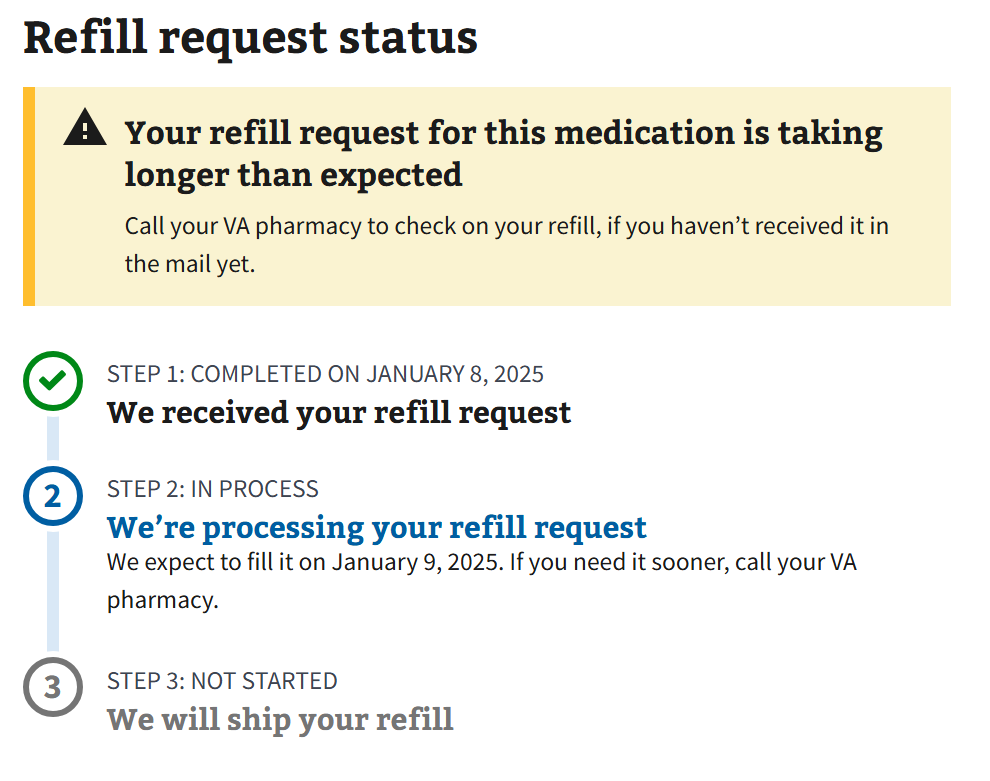 Refill request status
Your refill request for this medication is taking
longer than expected
Call your VA pharmacy to check on your refill, if you haven’t received it in
the mail yet.
STEP 1: COMPLETED ON JANUARY 8, 2025
We received your refill request
2
STEP 2: IN PROCESS
We’re processing your refill request
We expect to fill it on January 9, 2025. If you need it sooner, call your VA
pharmacy.
3
STEP 3: NOT STARTED
We will ship your refill